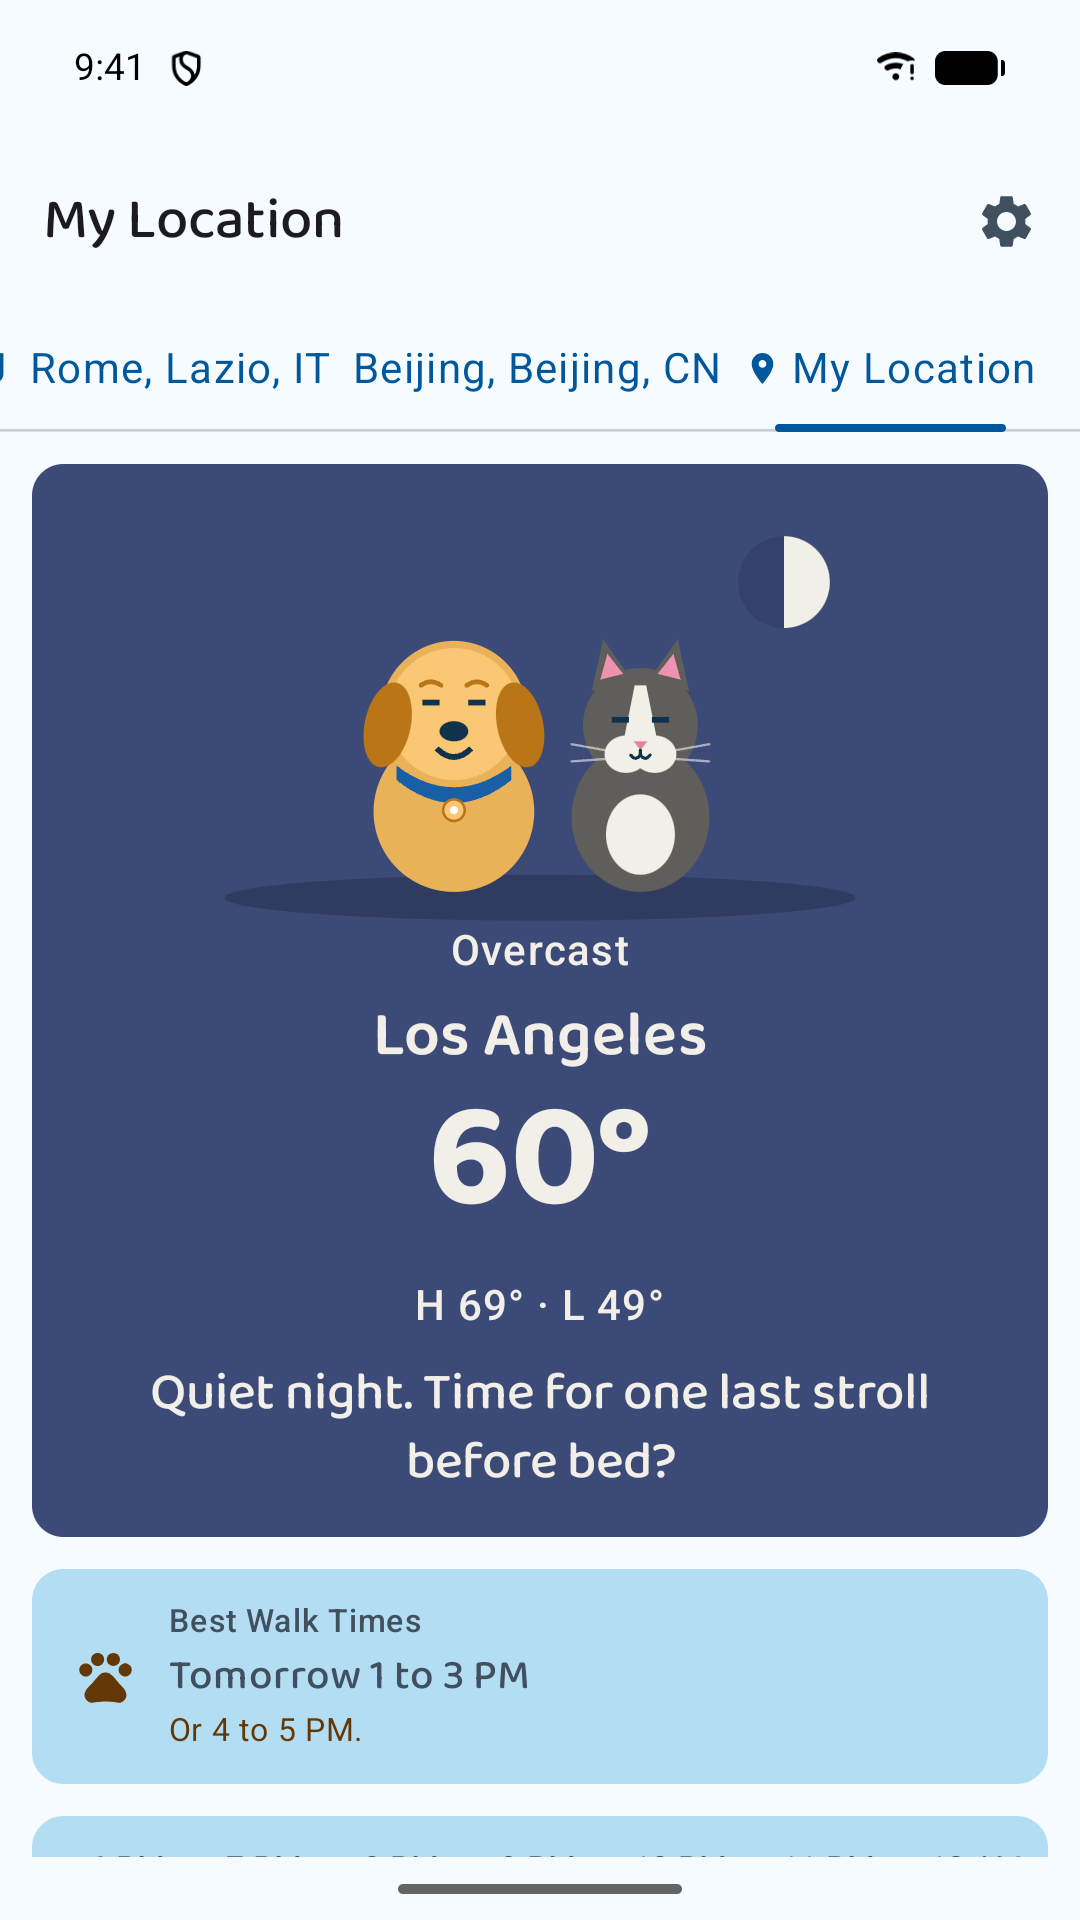 9:41
My Location
Rome, Lazio, IT Beijing, Beijing, CN My Location
Overcast
Los Angeles
60°
H 69° · L 49°
Quiet night. Time for one last stroll
before bed?
Best Walk Times
Tomorrow 1 to 3 PM
Or 4 to 5 PM.